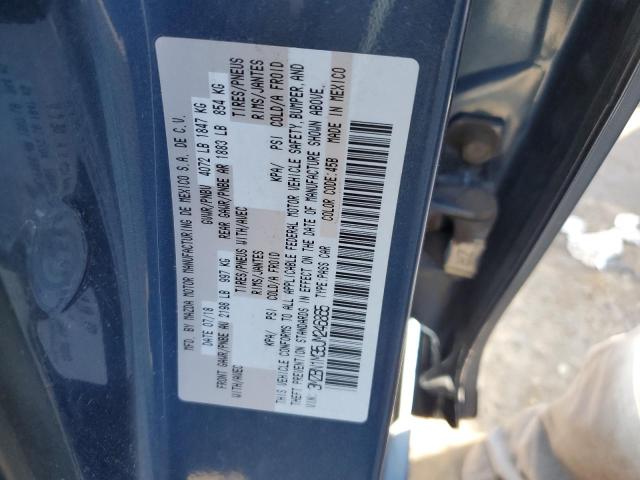 MFD. BY MAZDA MOTOR MANUFACTURING DE MEXICO S.A. DE C.V.
DATE 07/18 GVWR/PNBV 4072 LB 1847 KG
FRONT GAWR/PNBE AV 2198 LB 997 KG REAR GAWR/PNBE AR 1883 LB 854 KG
WITH/AVEC TIRES/PNEUS WITH/AVEC TIRES/PNEUS
RIMS/JANTES RIMS/JANTES
KPA/ PSI COLD/A FROID KPA/ PSI COLD/A FROID
THIS VEHICLE CONFORMS TO ALL APPLICABLE FEDERAL MOTOR VEHICLE SAFETY, BUMPER, AND
THEFT PREVENTION STANDARDS IN EFFECT ON THE DATE OF MANUFACTURE SHOWN ABOVE.
VIN: TYPE:PASS CAR COLOR CODE:45B MADE IN MEXICO